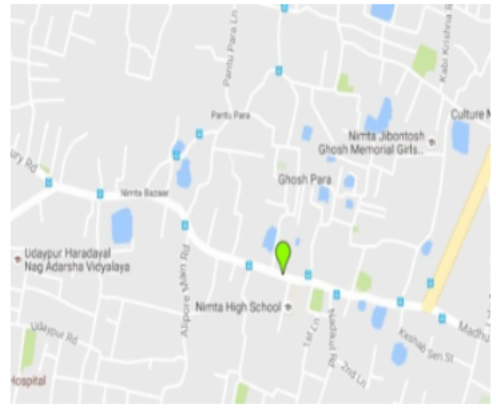 Pantu Para Ln
Kabi Krishna R
Pantu Para
Culture M
Nimta Jibontosh
Ghosh Memorial Girls..
ury Rd
Ghosh Para
Nimta Bazaar
Udaypur Haradayal
Nag Adarsha Vidyalaya
Alipore Main Rd
Nimta High School
Udaypur Rd
1st Ln
Nadapur Rd
2nd Ln
Keshab Sen St
Madhu
Hospital